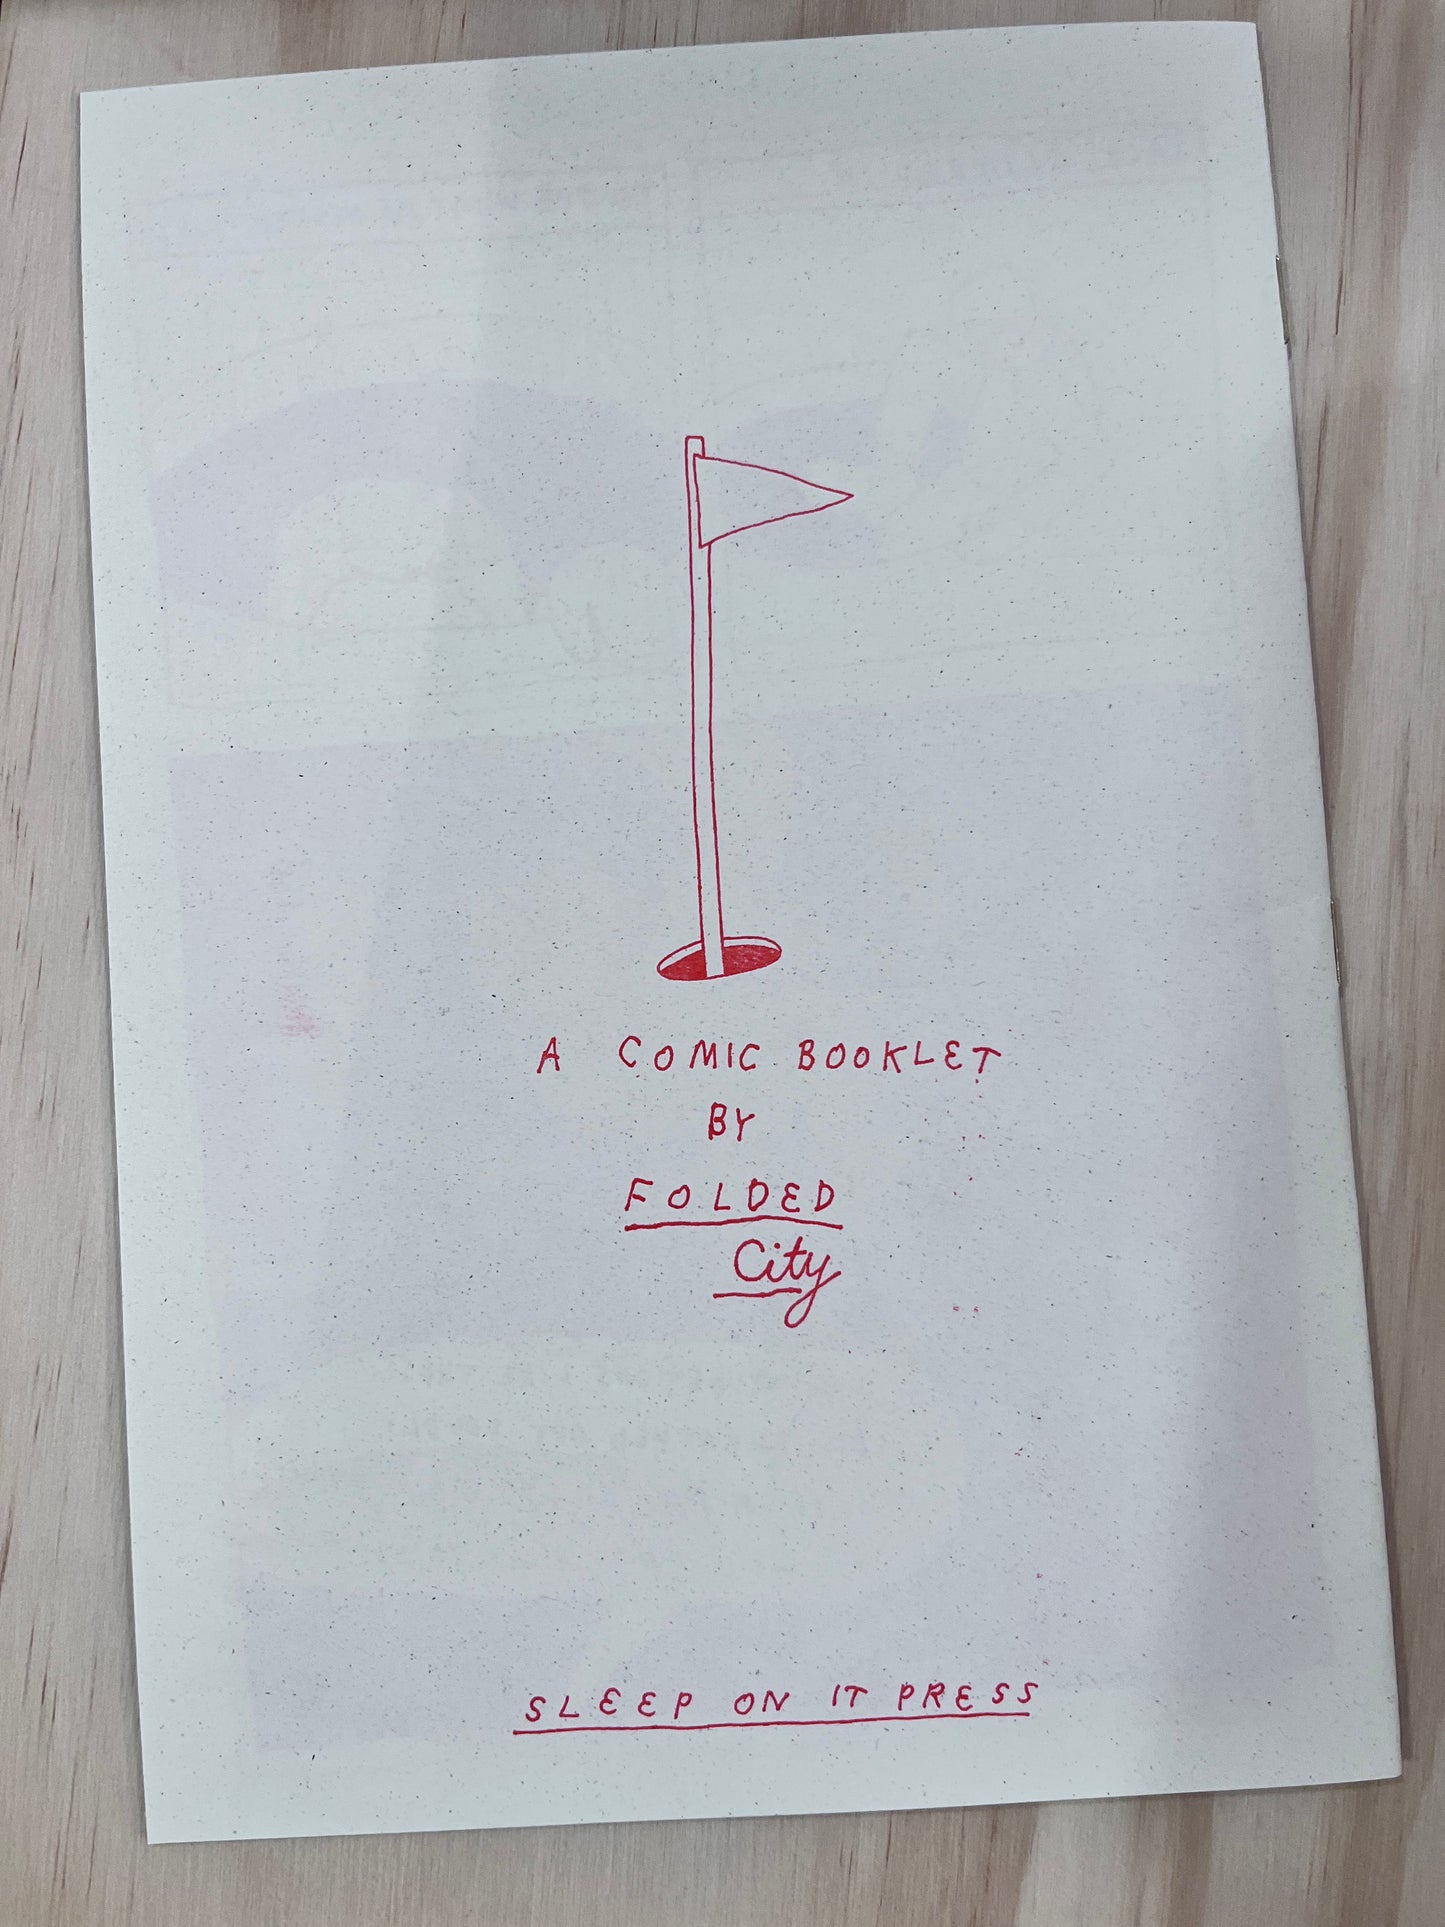 A COMIC BOOKLET
BY
FOLDED
City
SLEEP ON IT PRESS